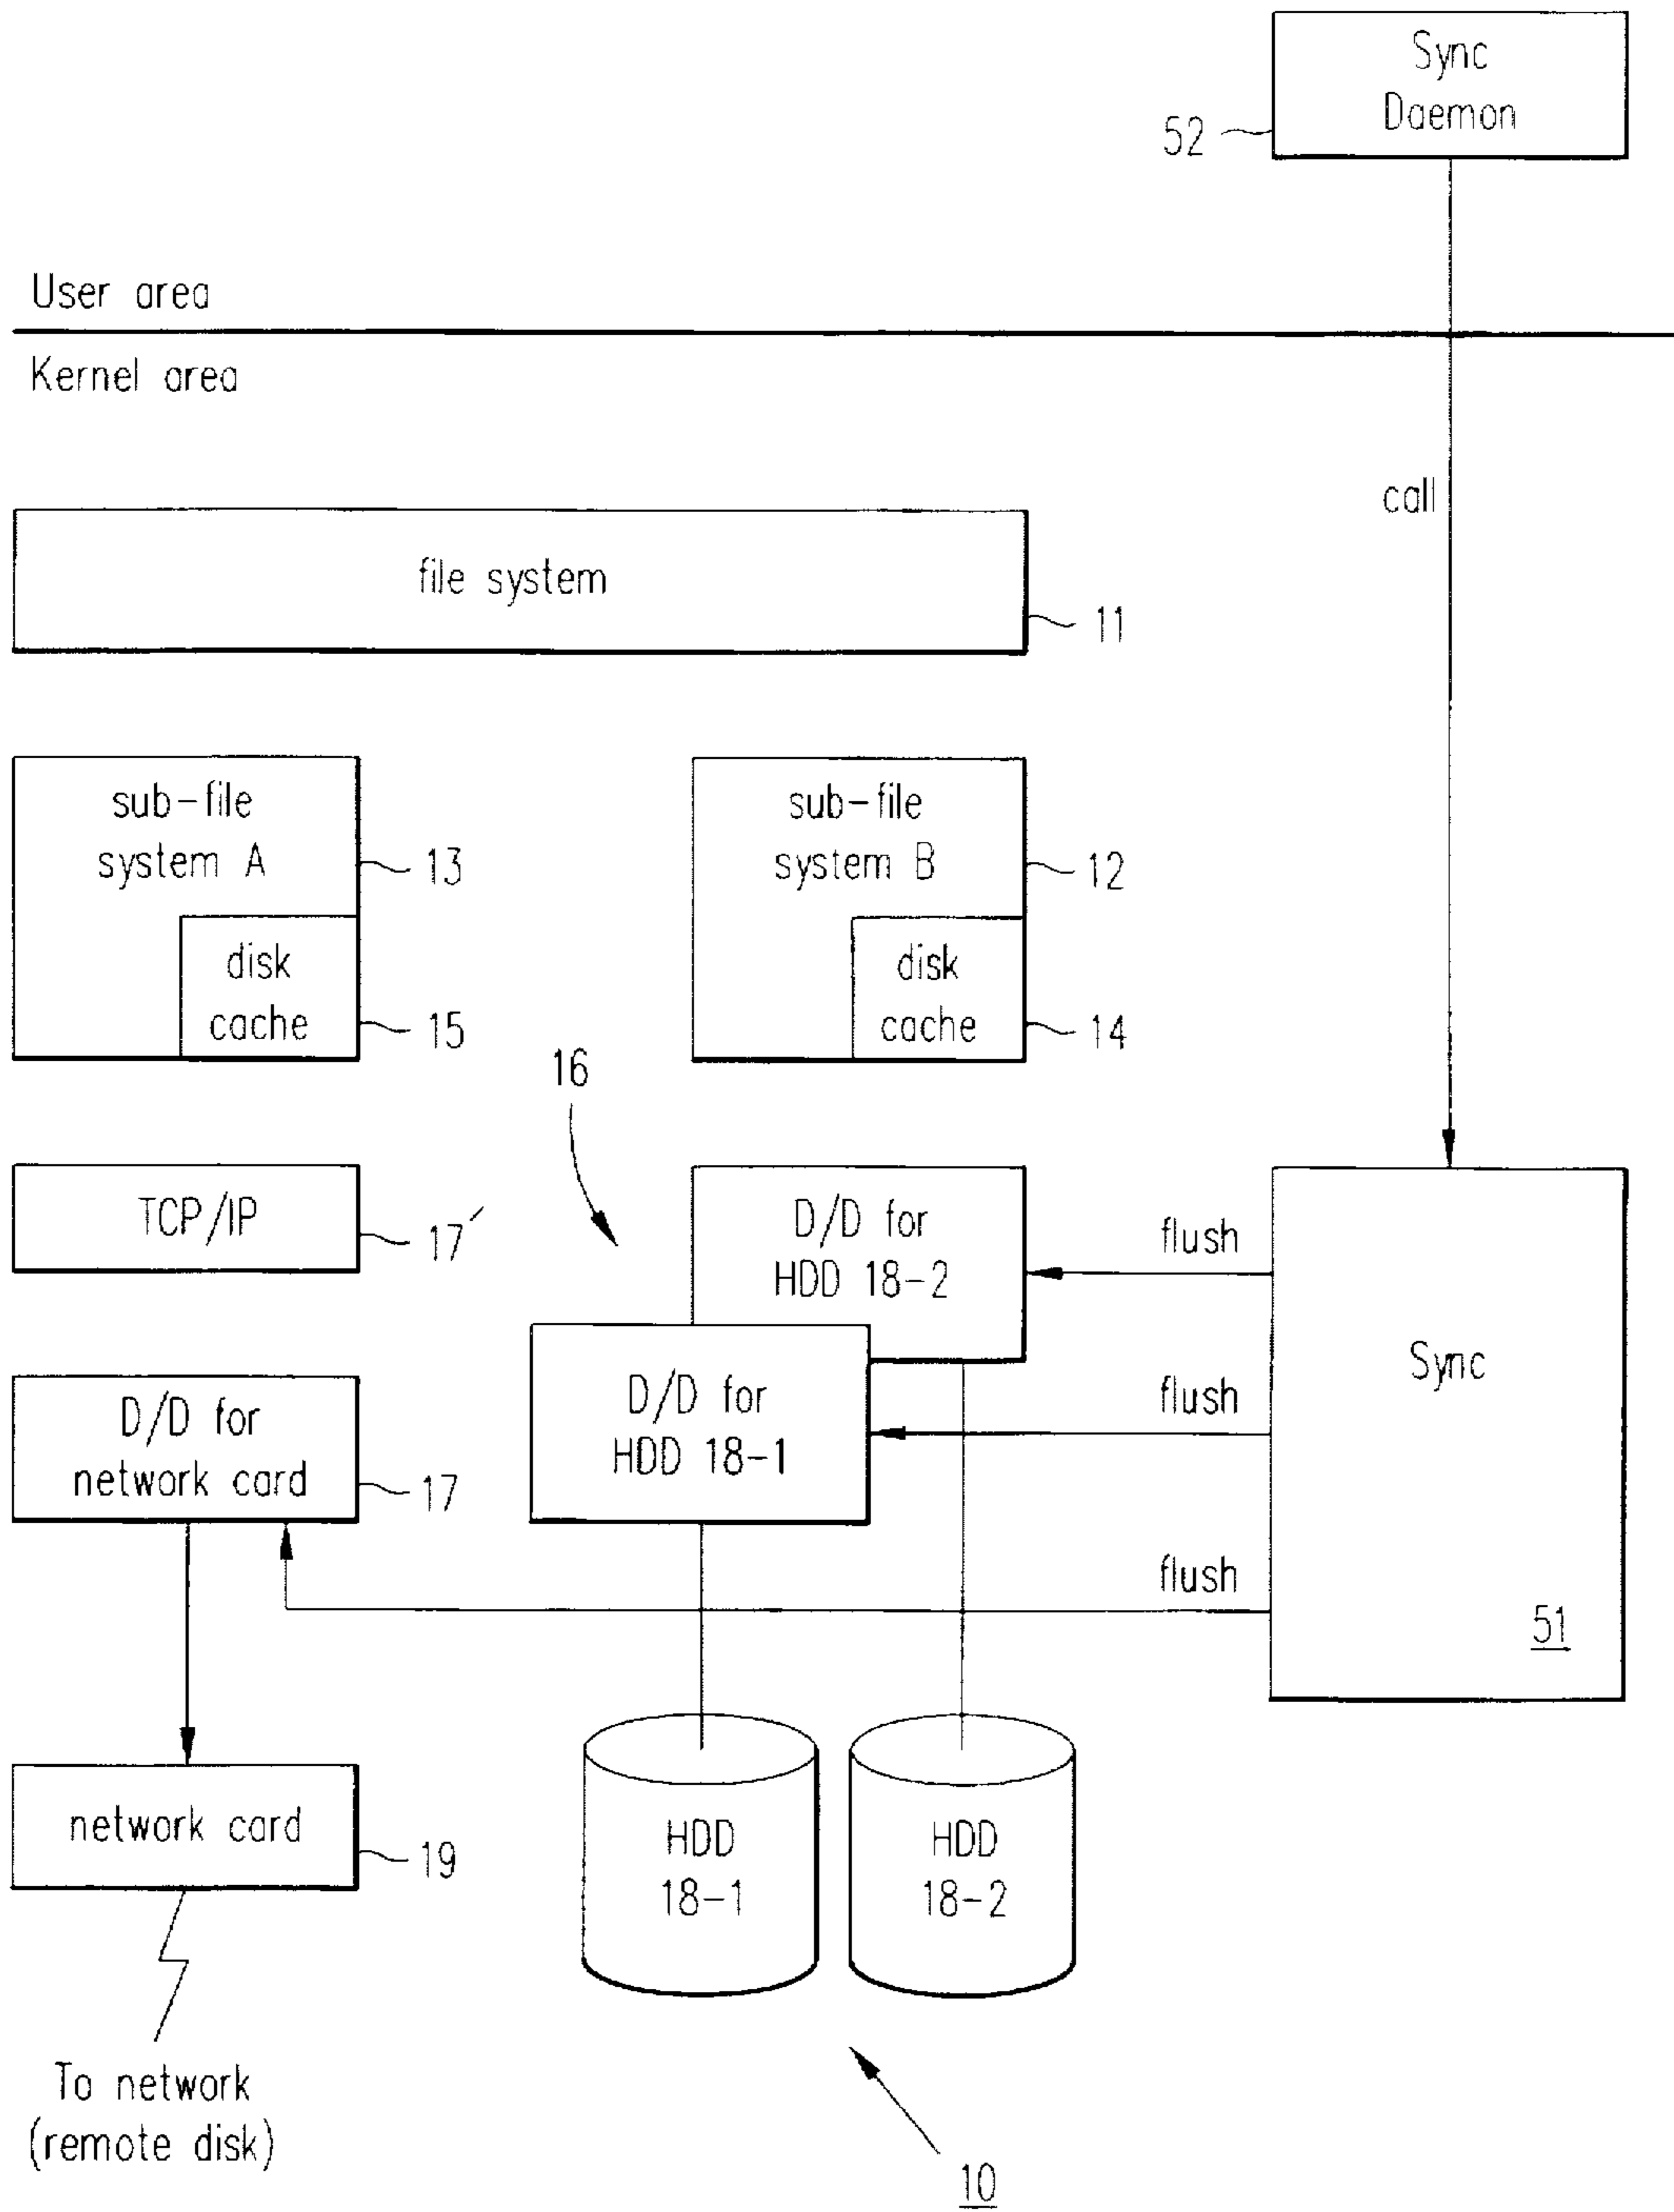 Sync
Daemon
52
User area
Kernel area
call
file system
11
sub-file
system A
13
disk
cache
15
sub-file
system B
12
disk
cache
14
16
TCP/IP
17′
D/D for
HDD 18-2
flush
D/D for
HDD 18-1
flush
Sync
D/D for
network card
17
flush
51
network card
19
HDD
18-1
HDD
18-2
To network
(remote disk)
10